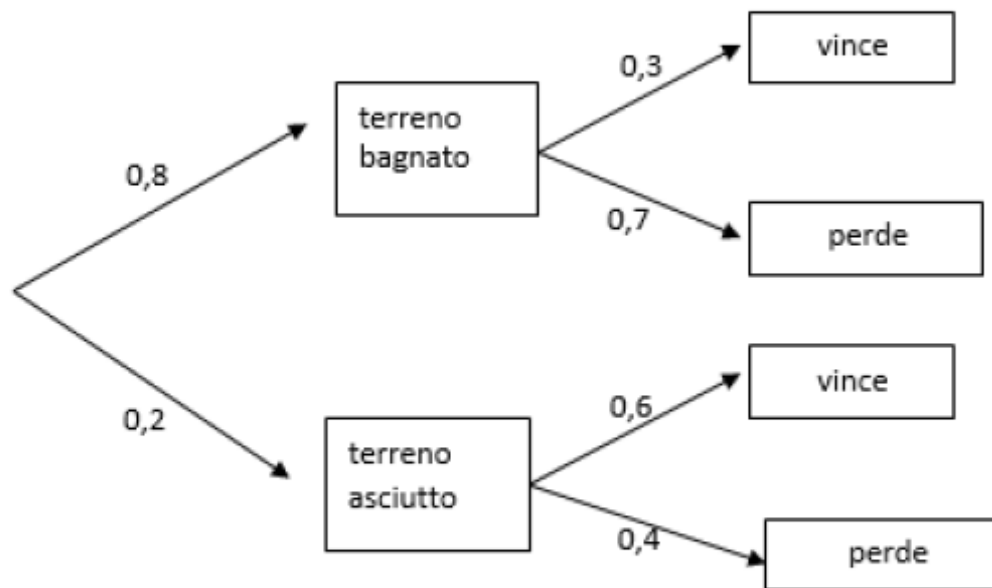 vince
0,3
terreno
bagnato
0,8
0,7
perde
vince
0,6
0,2
terreno
asciutto
0,4
perde